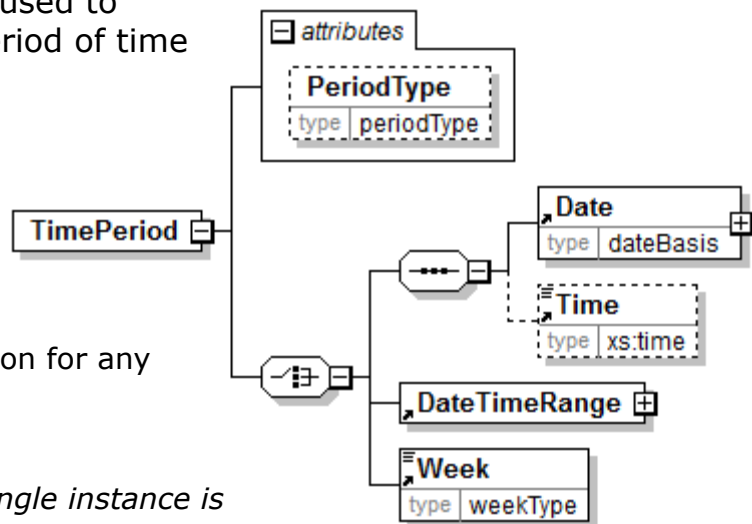 used to
eriod of time
attributes
PeriodType
type periodType
TimePeriod
Date
type dateBasis
Time
type xs:time
on for any
DateTimeRange
Week
type weekType
ngle instance is